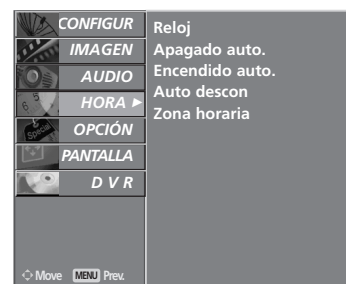 CONFIGUR
IMAGEN
AUDIO
HORA ►
OPCIÓN
PANTALLA
D V R
Reloj
Apagado auto.
Encendido auto.
Auto descon
Zona horaria
Move MENU Prev.